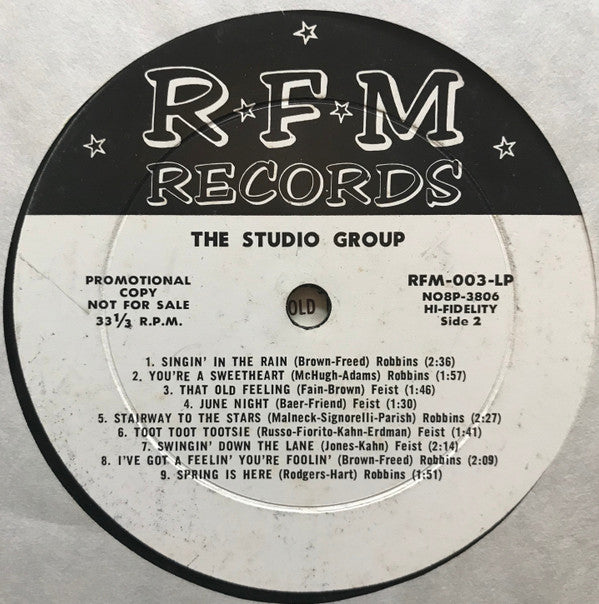 R·F·M
RECORDS
THE STUDIO GROUP
PROMOTIONAL
COPY
NOT FOR SALE
33⅓ R.P.M.
OLD
RFM-003-LP
NO8P-3806
HI-FIDELITY
Side 2
1. SINGIN' IN THE RAIN (Brown-Freed) Robbins (2:36)
2. YOU'RE A SWEETHEART (McHugh-Adams) Robbins (1:57)
3. THAT OLD FEELING (Fain-Brown) Feist (1:46)
4. JUNE NIGHT (Baer-Friend) Feist (1:30)
5. STAIRWAY TO THE STARS (Malneck-Signorelli-Parish) Robbins (2:27)
6. TOOT TOOT TOOTSIE (Russo-Fiorito-Kahn-Erdman) Feist (1:41)
7. SWINGIN' DOWN THE LANE (Jones-Kahn) Feist (2:14)
8. I'VE GOT A FEELIN' YOU'RE FOOLIN' (Brown-Freed) Robbins (2:09)
9. SPRING IS HERE (Rodgers-Hart) Robbins (1:51)